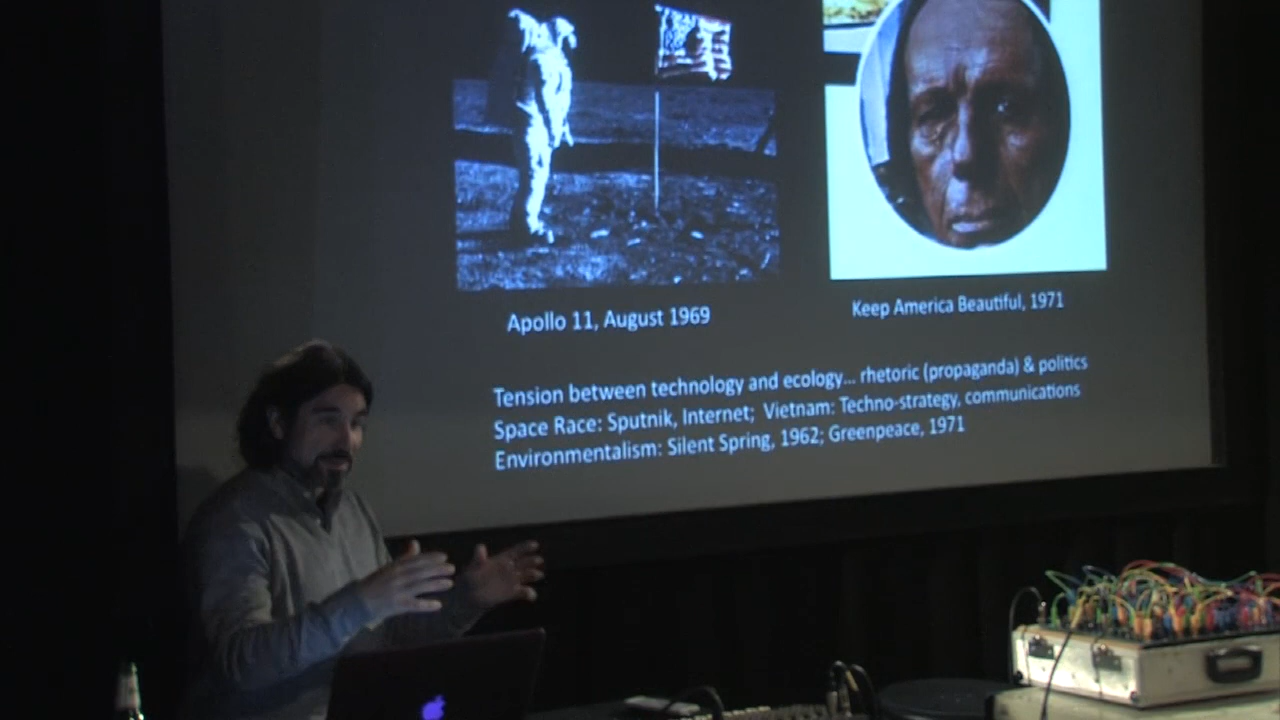 Apollo 11, August 1969
Keep America Beautiful, 1971
Tension between technology and ecology... rhetoric (propaganda) & politics
Space Race: Sputnik, Internet; Vietnam: Techno-strategy, communications
Environmentalism: Silent Spring, 1962; Greenpeace, 1971